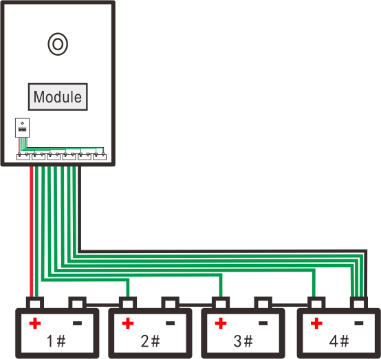 Module
+ - + - + - + -
1# 2# 3# 4#